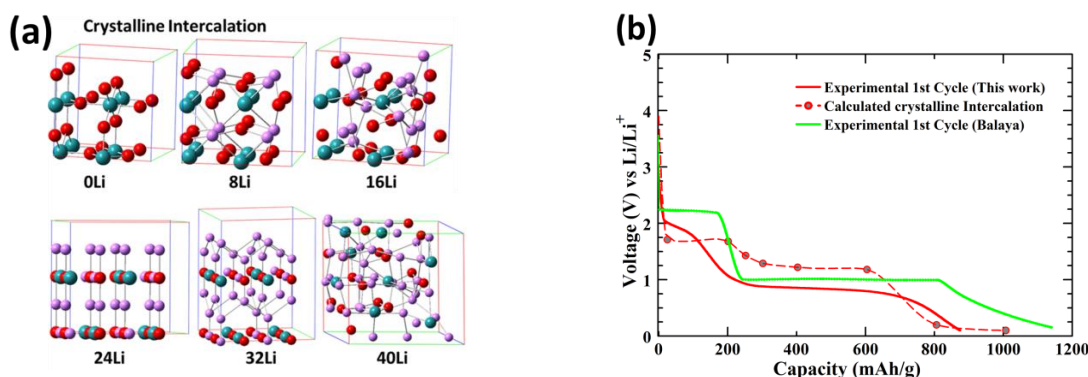 (a)
Crystalline Intercalation
0Li
8Li
16Li
24Li
32Li
40Li
(b)
Experimental 1st Cycle (This work)
Calculated crystalline Intercalation
Experimental 1st Cycle (Balaya)
Voltage (V) vs Li/Li+
5
4
3
2
1
0
0 200 400 600 800 1000 1200
Capacity (mAh/g)